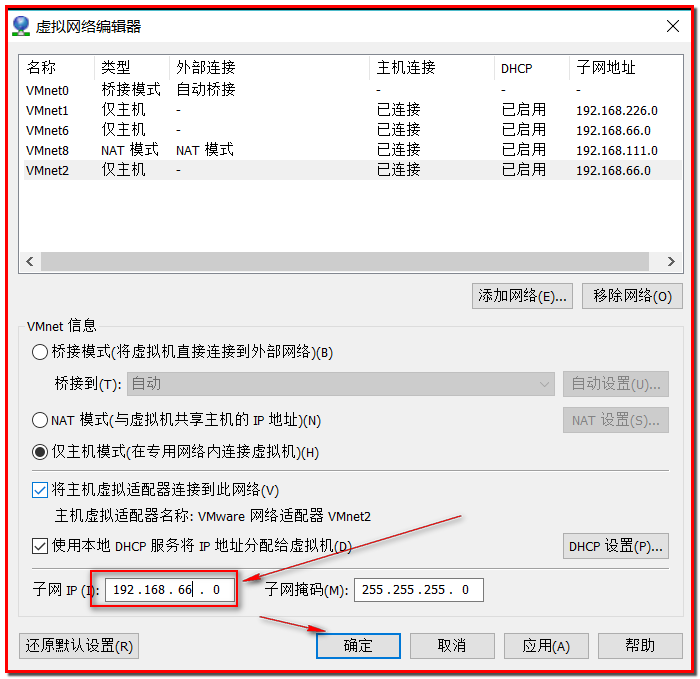 虚拟网络编辑器
名称 类型 外部连接 主机连接 DHCP 子网地址
VMnet0 桥接模式 自动桥接 - - -
VMnet1 仅主机 - 已连接 已启用 192.168.226.0
VMnet6 仅主机 - 已连接 已启用 192.168.66.0
VMnet8 NAT 模式 NAT 模式 已连接 已启用 192.168.111.0
VMnet2 仅主机 - 已连接 已启用 192.168.66.0
添加网络(E)... 移除网络(O)
VMnet 信息
桥接模式(将虚拟机直接连接到外部网络)(B)
桥接到(T): 自动 自动设置(U)...
NAT 模式(与虚拟机共享主机的 IP 地址)(N) NAT 设置(S)...
仅主机模式(在专用网络内连接虚拟机)(H)
将主机虚拟适配器连接到此网络(V)
主机虚拟适配器名称: VMware 网络适配器 VMnet2
使用本地 DHCP 服务将 IP 地址分配给虚拟机(D) DHCP 设置(P)...
子网 IP (I): 192 . 168 . 66 . 0 子网掩码(M): 255 . 255 . 255 . 0
还原默认设置(R) 确定 取消 应用(A) 帮助